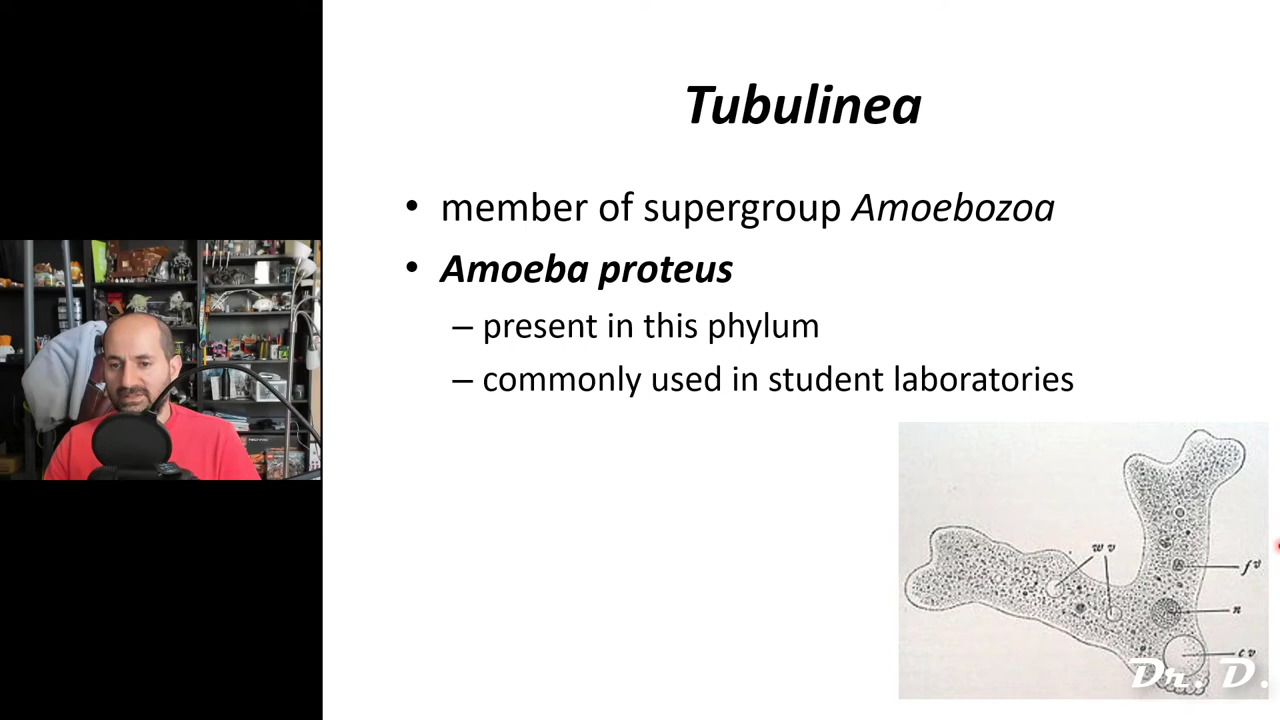 Tubulinea
• member of supergroup Amoebozoa
• Amoeba proteus
– present in this phylum
– commonly used in student laboratories
w v
f v
n
c v
Dr. D.